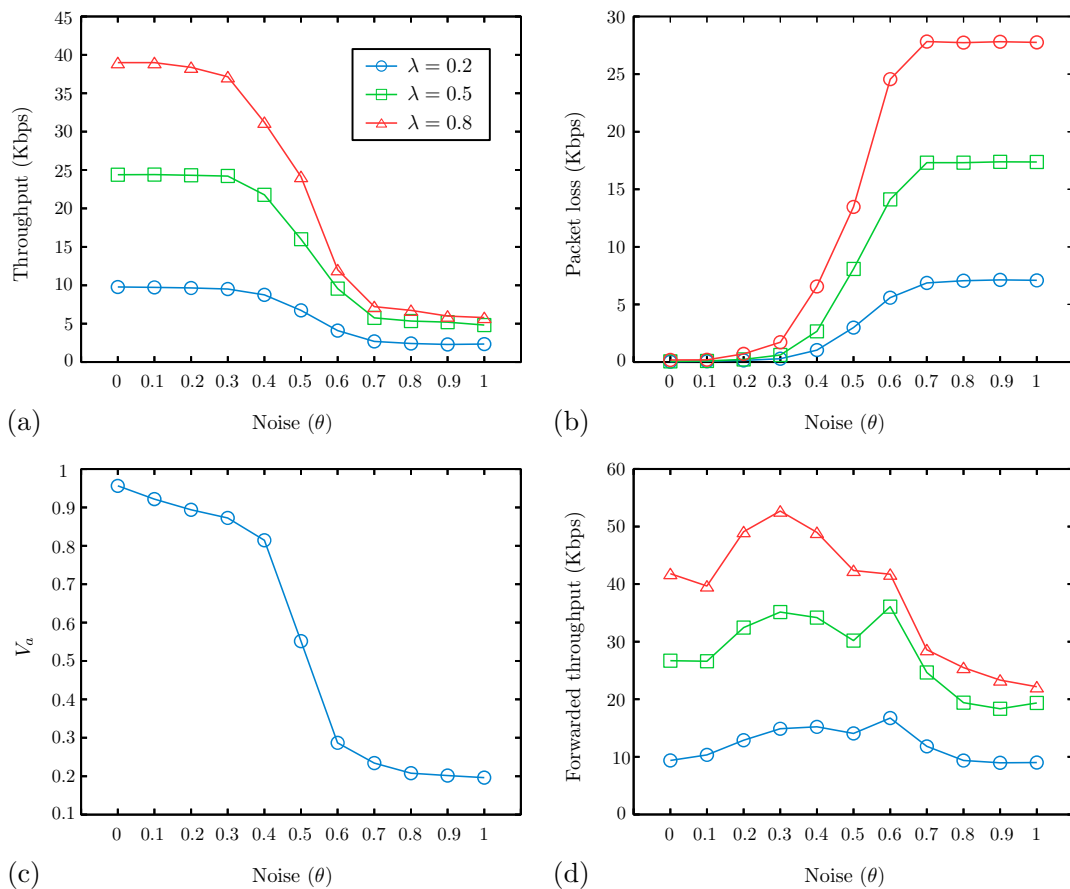 45
40
35
30
25
20
15
10
5
0
Throughput (Kbps)
λ = 0.2
λ = 0.5
λ = 0.8
0 0.1 0.2 0.3 0.4 0.5 0.6 0.7 0.8 0.9 1
Noise (θ)
(a)
30
25
20
15
10
5
0
Packet loss (Kbps)
0 0.1 0.2 0.3 0.4 0.5 0.6 0.7 0.8 0.9 1
Noise (θ)
(b)
1
0.9
0.8
0.7
0.6
0.5
0.4
0.3
0.2
0.1
Va
0 0.1 0.2 0.3 0.4 0.5 0.6 0.7 0.8 0.9 1
Noise (θ)
(c)
60
50
40
30
20
10
0
Forwarded throughput (Kbps)
0 0.1 0.2 0.3 0.4 0.5 0.6 0.7 0.8 0.9 1
Noise (θ)
(d)